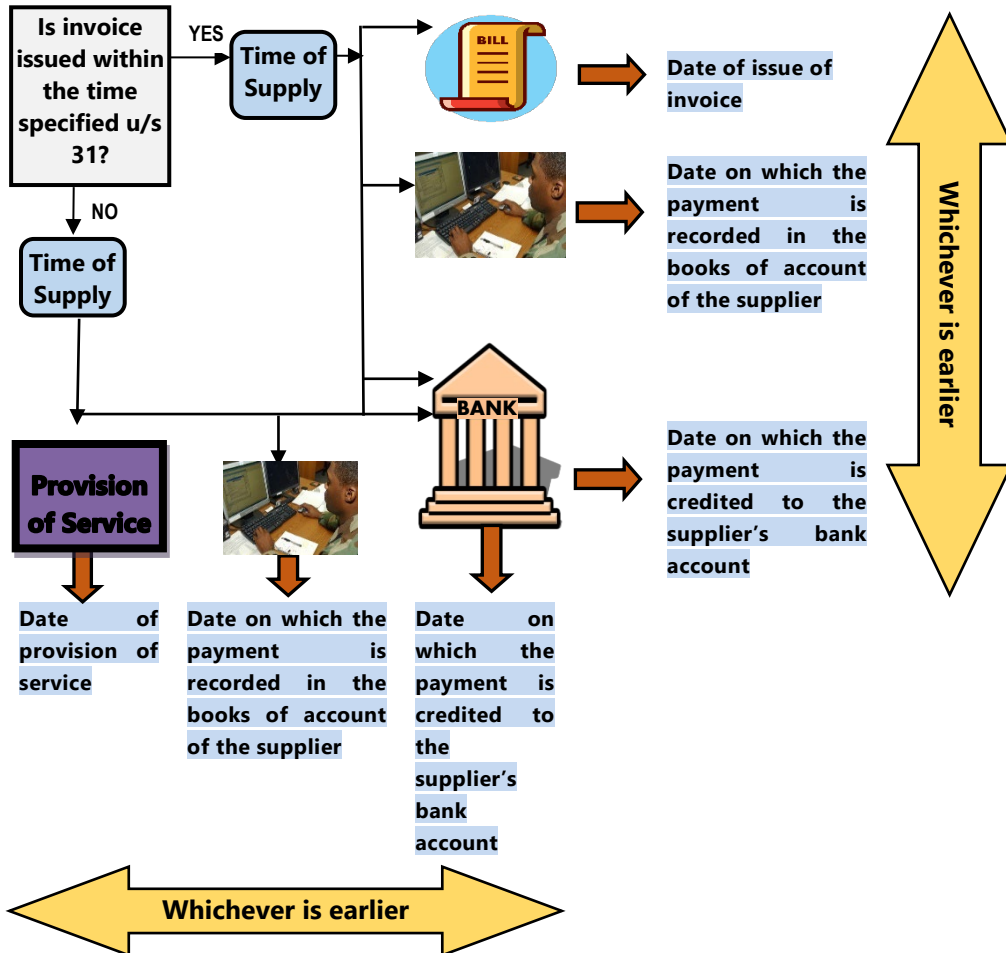 Is invoice
issued within
the time
specified u/s
31?
YES
Time of
Supply
BILL
Date of issue of
invoice
Date on which the
payment is
recorded in the
books of account
of the supplier
Whichever is earlier
NO
Time of
Supply
BANK
Date on which the
payment is
credited to the
supplier’s bank
account
Provision
of Service
Date of
provision of
service
Date on which the
payment is
recorded in the
books of account
of the supplier
Date on
which the
payment is
credited to
the
supplier’s
bank
account
Whichever is earlier